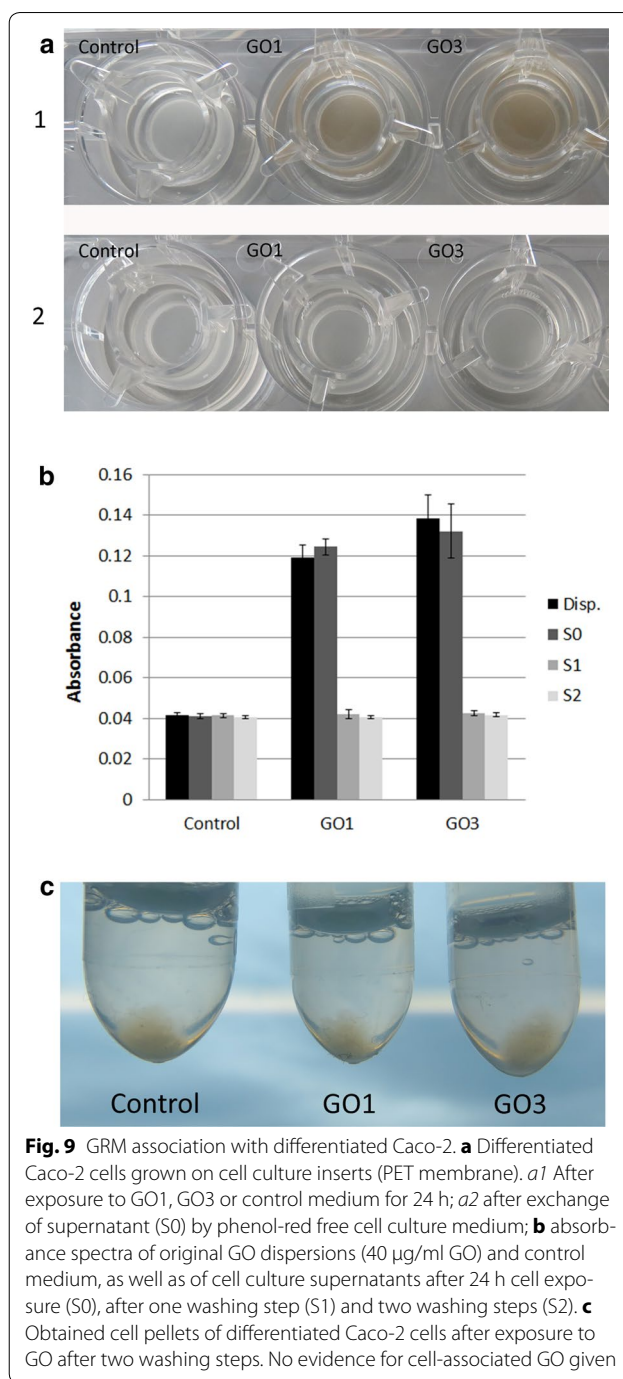 a
Control GO1 GO3
1
Control GO1 GO3
2
b
0.16
0.14
0.12
0.1
0.08
0.06
0.04
0.02
0
Absorbance
Control GO1 GO3
Disp.
S0
S1
S2
c
Control GO1 GO3
Fig. 9 GRM association with differentiated Caco-2. a Differentiated
Caco-2 cells grown on cell culture inserts (PET membrane). a1 After
exposure to GO1, GO3 or control medium for 24 h; a2 after exchange
of supernatant (S0) by phenol-red free cell culture medium; b absorb-
ance spectra of original GO dispersions (40 µg/ml GO) and control
medium, as well as of cell culture supernatants after 24 h cell expo-
sure (S0), after one washing step (S1) and two washing steps (S2). c
Obtained cell pellets of differentiated Caco-2 cells after exposure to
GO after two washing steps. No evidence for cell-associated GO given